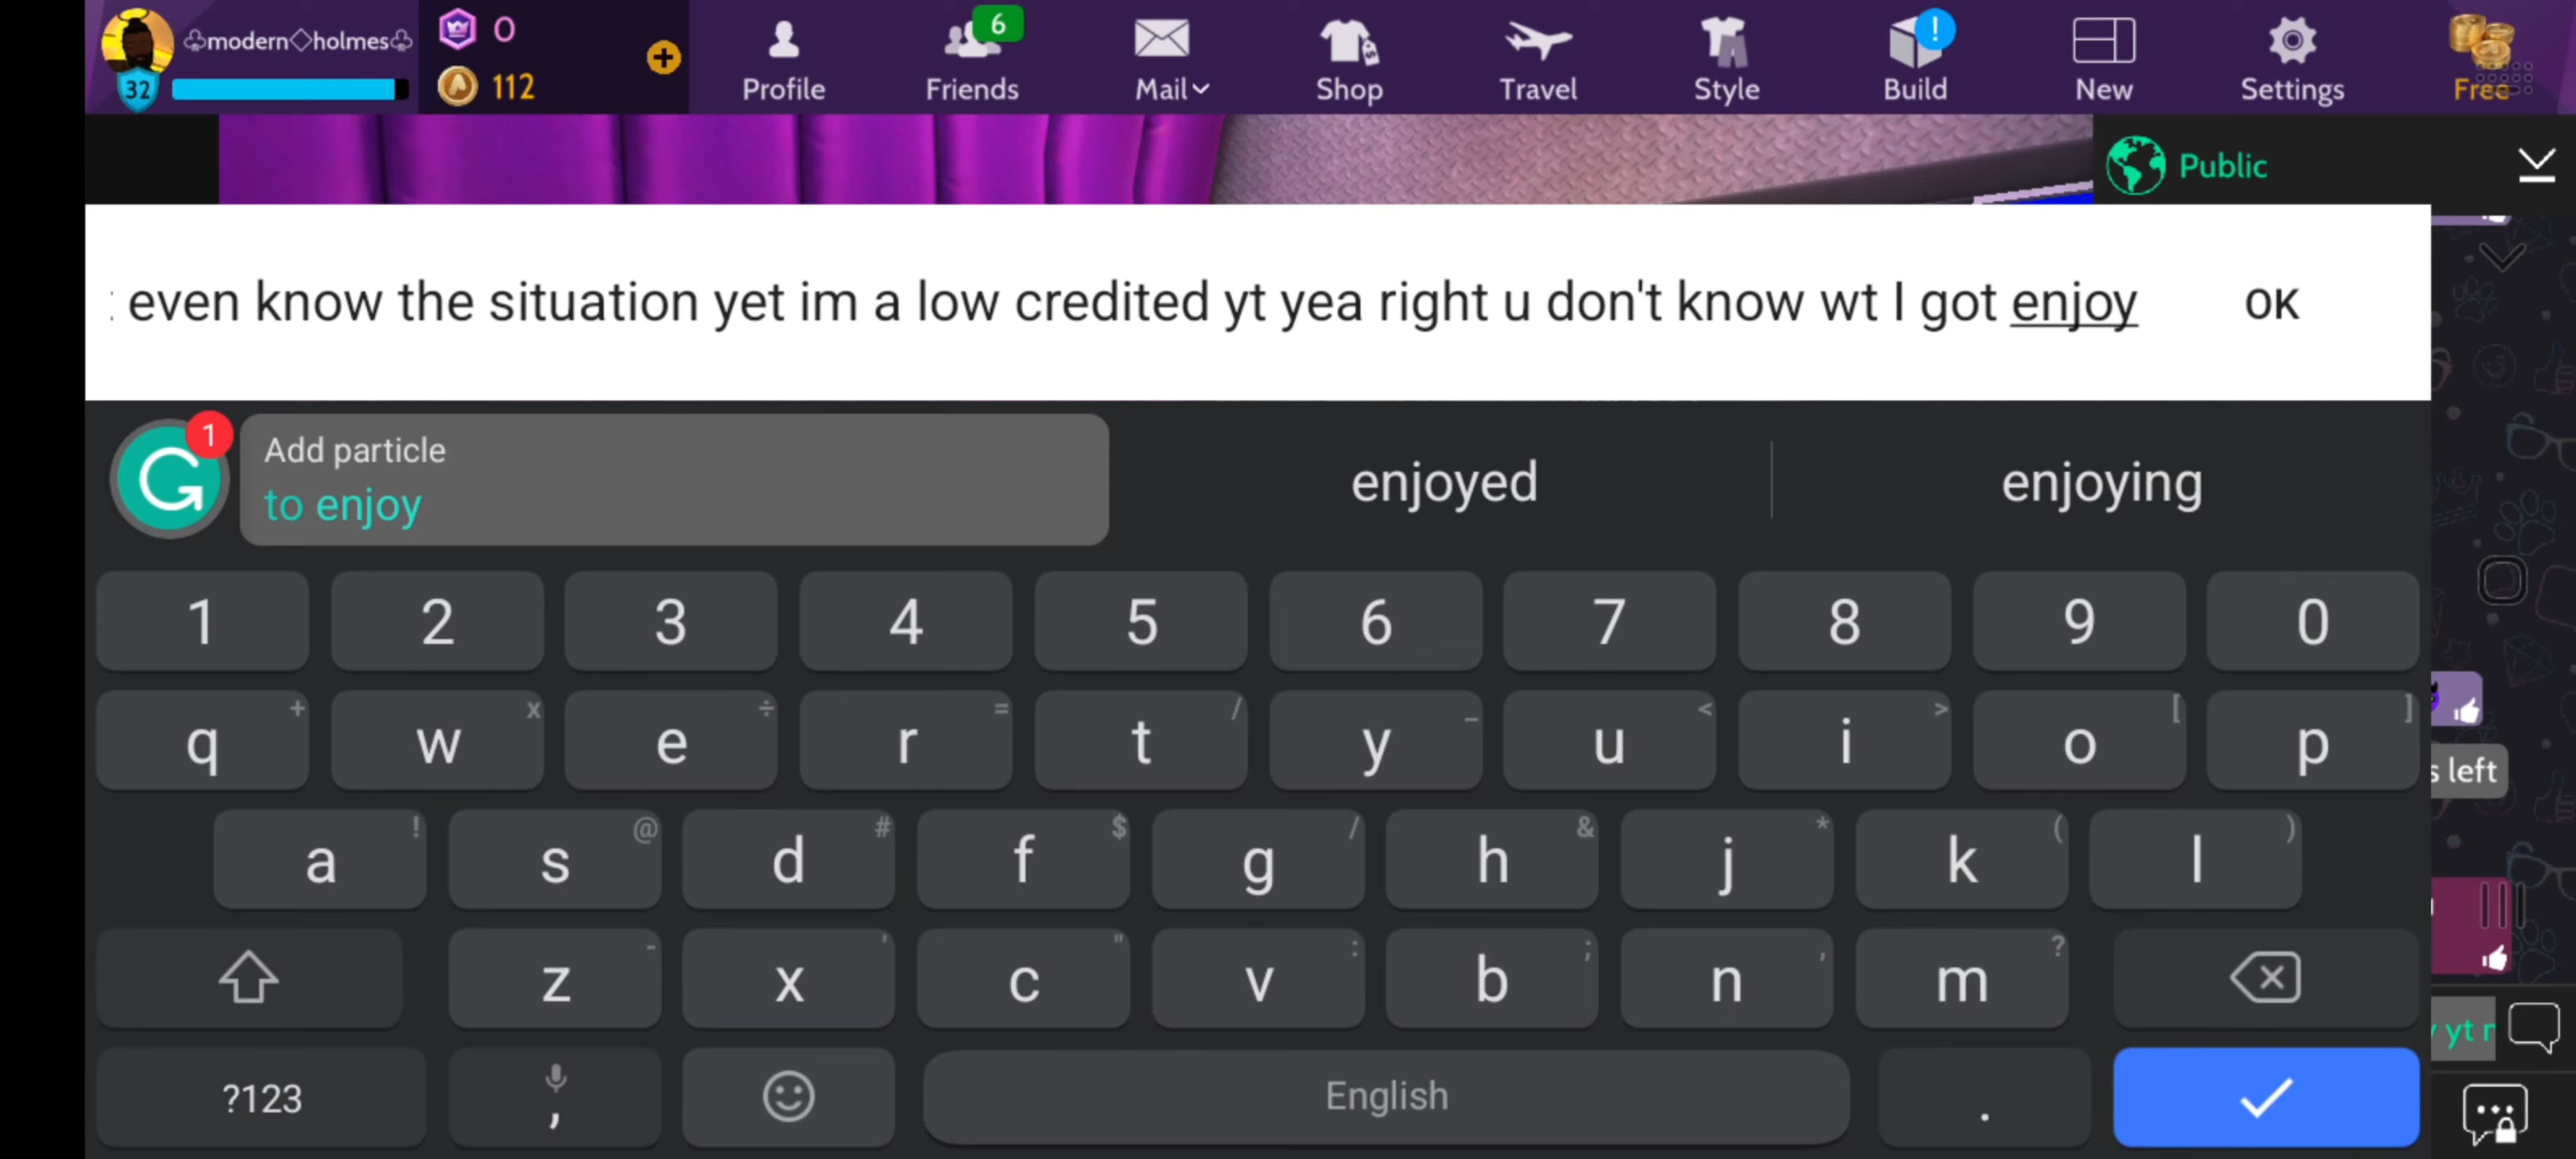 ♧modern◇holmes♧
32
0
112
Profile
6
Friends
Mail
Shop
Travel
Style
!
Build
New
Settings
Free
Public
even know the situation yet im a low credited yt yea right u don't know wt I got enjoy
OK
1
Add particle
to enjoy
enjoyed
enjoying
1 2 3 4 5 6 7 8 9 0
q + w x e ÷ r = t / y _ u < i > o [ p ]
s left
a ! s @ d # f $ g / h & j * k ( l )
z - x ' c " v : b ; n , m ?
yt
?123 , English .